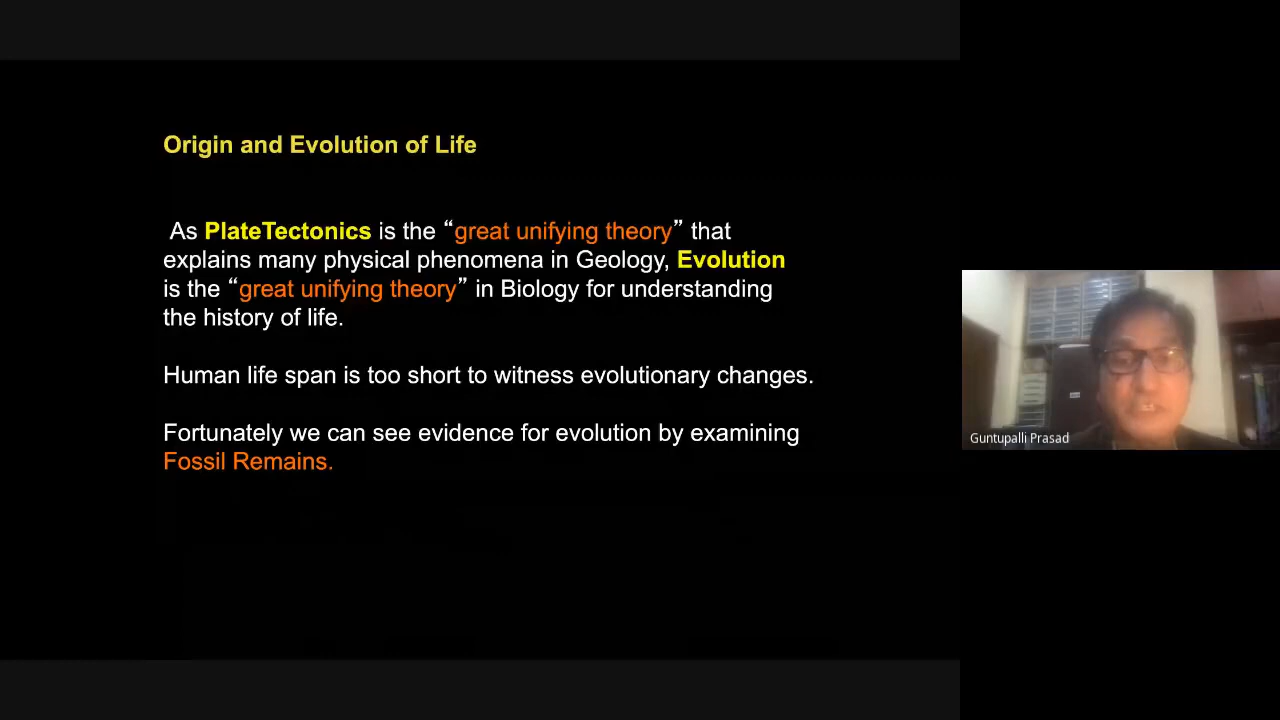 Origin and Evolution of Life
As PlateTectonics is the “great unifying theory” that
explains many physical phenomena in Geology, Evolution
is the “great unifying theory” in Biology for understanding
the history of life.
Human life span is too short to witness evolutionary changes.
Fortunately we can see evidence for evolution by examining
Fossil Remains.
Guntupalli Prasad